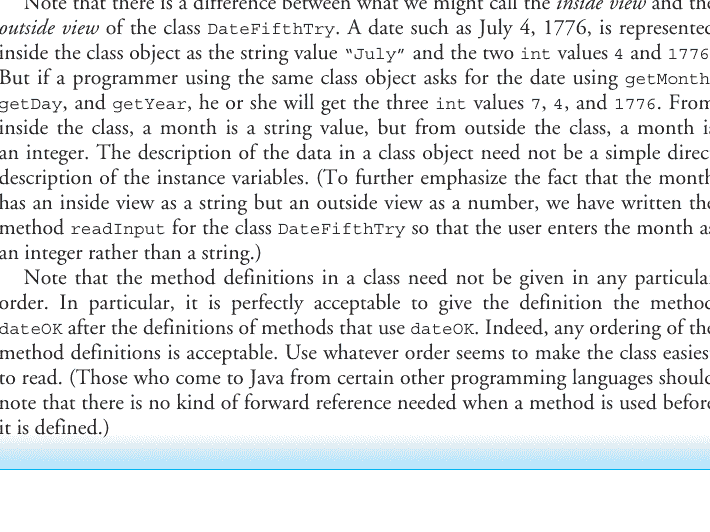 Note that there is a difference between what we might call the inside view and the
outside view of the class DateFifthTry. A date such as July 4, 1776, is represented
inside the class object as the string value "July" and the two int values 4 and 1776
But if a programmer using the same class object asks for the date using getMonth
getDay, and getYear, he or she will get the three int values 7, 4, and 1776. From
inside the class, a month is a string value, but from outside the class, a month i
an integer. The description of the data in a class object need not be a simple direc
description of the instance variables. (To further emphasize the fact that the month
has an inside view as a string but an outside view as a number, we have written the
method readInput for the class DateFifthTry so that the user enters the month a
an integer rather than a string.)
Note that the method definitions in a class need not be given in any particula
order. In particular, it is perfectly acceptable to give the definition the method
dateOK after the definitions of methods that use dateOK. Indeed, any ordering of the
method definitions is acceptable. Use whatever order seems to make the class easies
to read. (Those who come to Java from certain other programming languages should
note that there is no kind of forward reference needed when a method is used before
it is defined.)